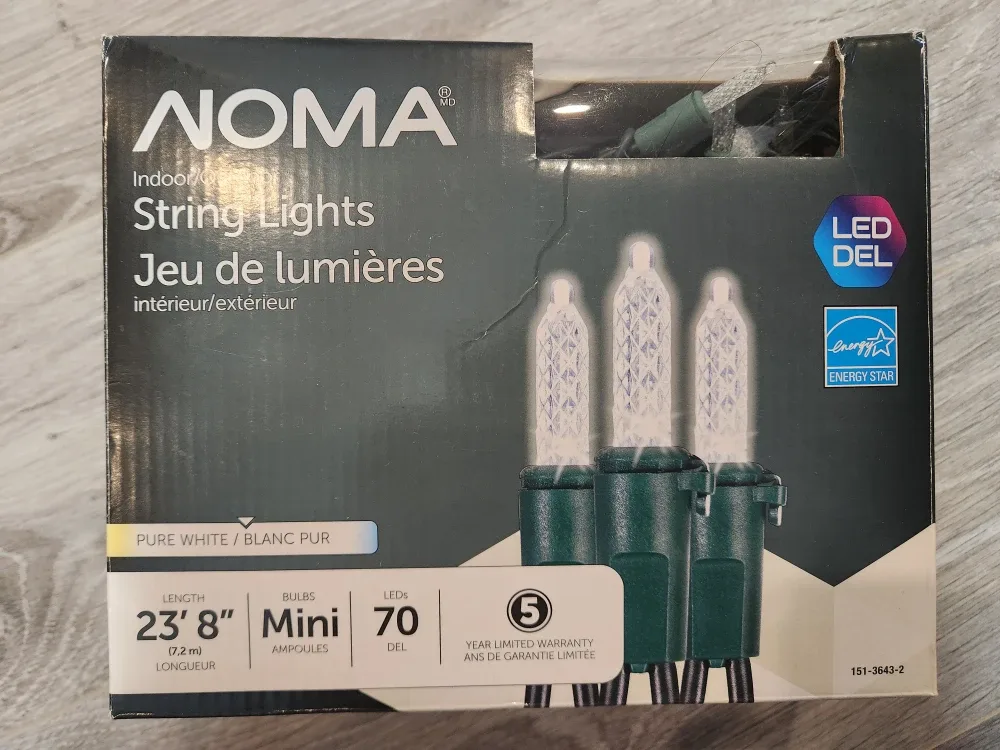 NOMA
®
MD
Indoor/Outdoor
String Lights
Jeu de lumières
intérieur/extérieur
LED
DEL
energy
ENERGY STAR
PURE WHITE / BLANC PUR
LENGTH
23' 8"
(7,2 m)
LONGUEUR
BULBS
Mini
AMPOULES
LEDs
70
DEL
5
YEAR LIMITED WARRANTY
ANS DE GARANTIE LIMITÉE
151-3643-2